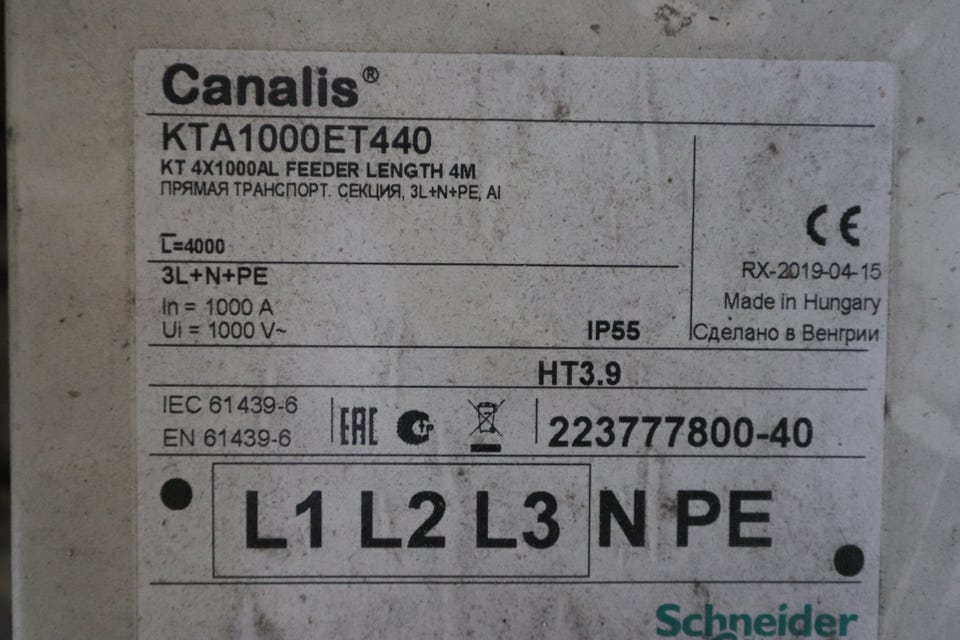 Canalis®
KTA1000ET440
KT 4X1000AL FEEDER LENGTH 4M
ПРЯМАЯ ТРАНСПОРТ. СЕКЦИЯ, 3L+N+PE, Al
L=4000
3L+N+PE
In = 1000 A
Ui = 1000 V~
IP55
CE
RX-2019-04-15
Made in Hungary
Сделано в Венгрии
HT3.9
IEC 61439-6
EN 61439-6
EAC
223777800-40
L1 L2 L3 N PE
Schneider